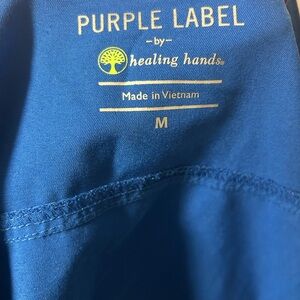 PURPLE LABEL
-by-
healing hands®
Made in Vietnam
M